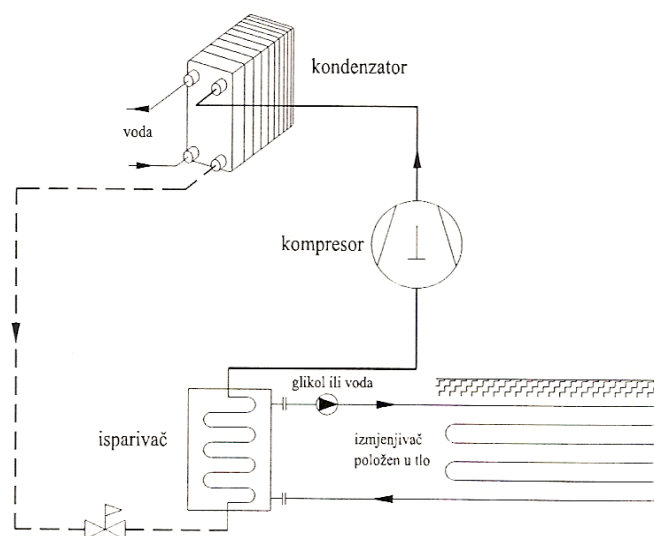 kondenzator
voda
kompresor
glikol ili voda
isparivač
izmjenjivač
položen u tlo